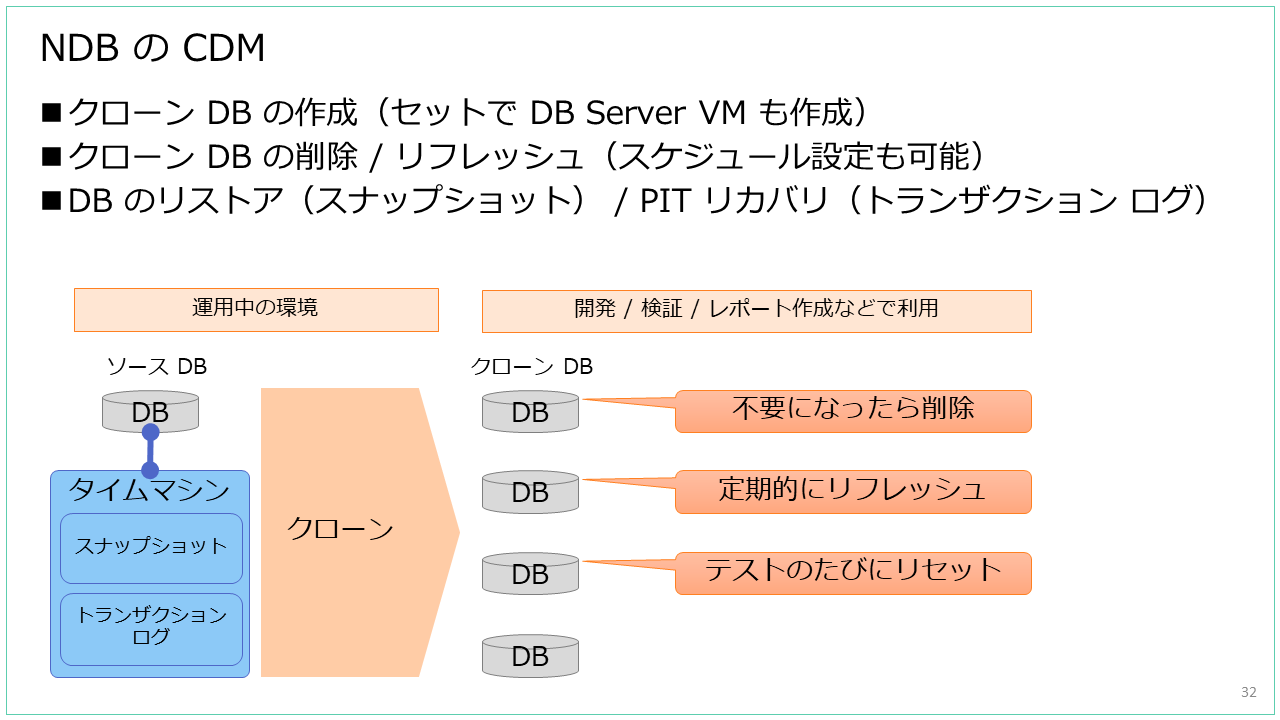 NDB の CDM
■クローン DB の作成（セットで DB Server VM も作成）
■クローン DB の削除 / リフレッシュ（スケジュール設定も可能）
■DB のリストア（スナップショット） / PIT リカバリ（トランザクション ログ）
運用中の環境
開発 / 検証 / レポート作成などで利用
ソース DB
クローン DB
DB
DB
不要になったら削除
タイムマシン
DB
定期的にリフレッシュ
スナップショット
クローン
DB
テストのたびにリセット
トランザクション
ログ
DB
32